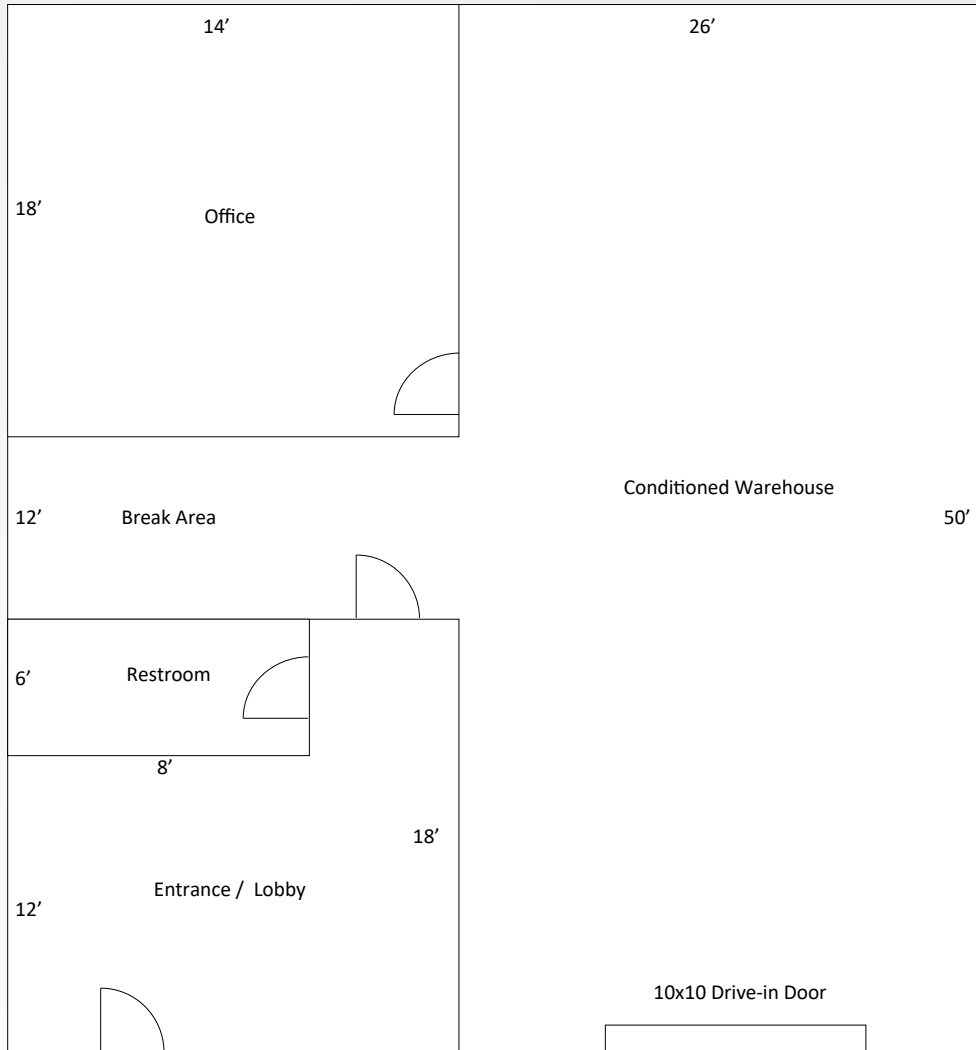 14’
26’
18’
Office
Conditioned Warehouse
12’
Break Area
50’
6’
Restroom
8’
18’
Entrance /  Lobby
12’
10x10 Drive-in Door